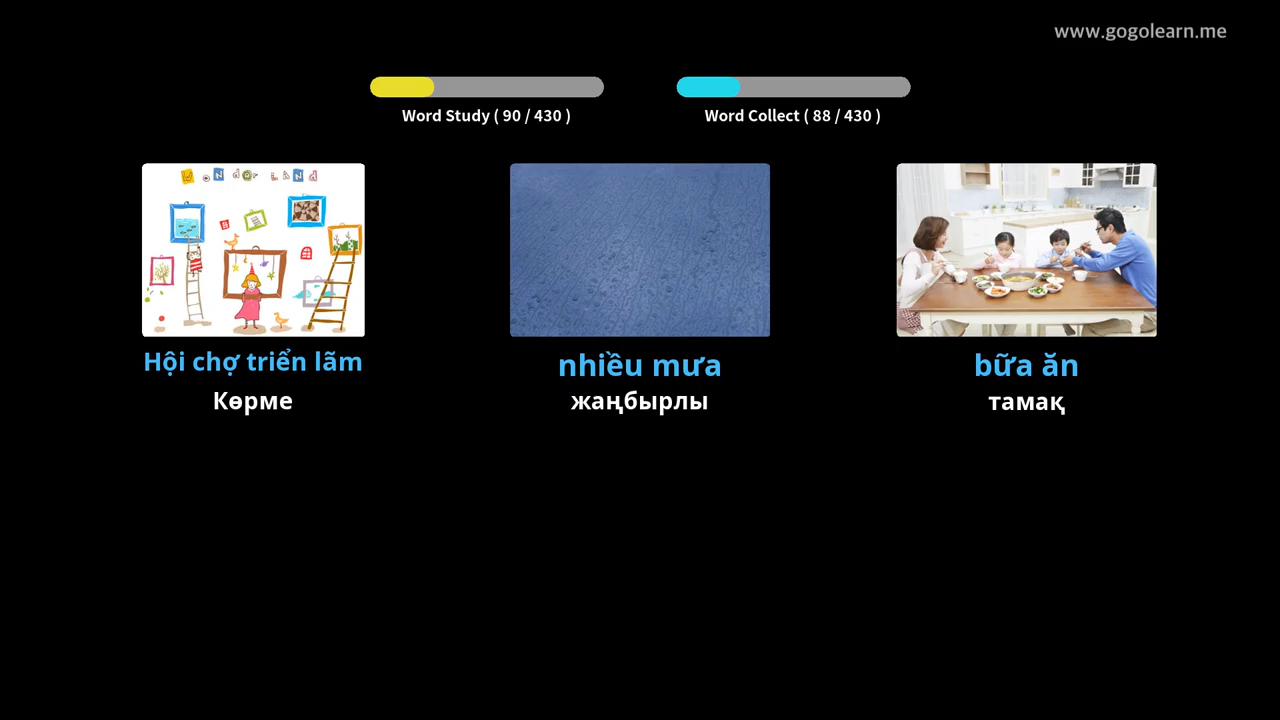 www.gogolearn.me
Word Study ( 90 / 430 )
Word Collect ( 88 / 430 )
WoNdorLaNd
Hội chợ triển lãm
Көрме
nhiều mưa
жаңбырлы
bữa ăn
тамақ